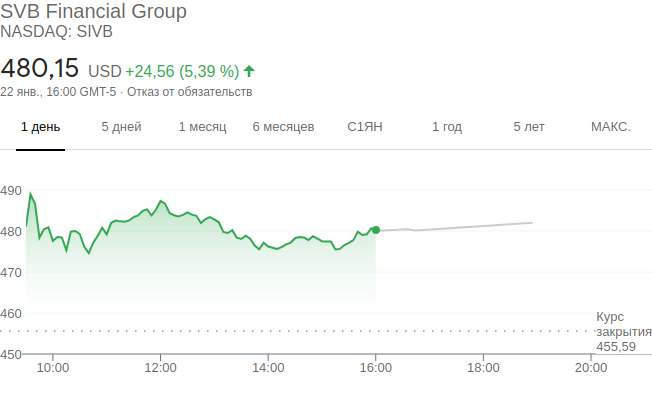 SVB Financial Group
NASDAQ: SIVB
480,15 USD +24,56 (5,39 %)
22 янв., 16:00 GMT-5 · Отказ от обязательств
1 день 5 дней 1 месяц 6 месяцев С1ЯН 1 год 5 лет МАКС.
490
480
470
460
Курс
закрытия
455,59
450
10:00 12:00 14:00 16:00 18:00 20:00